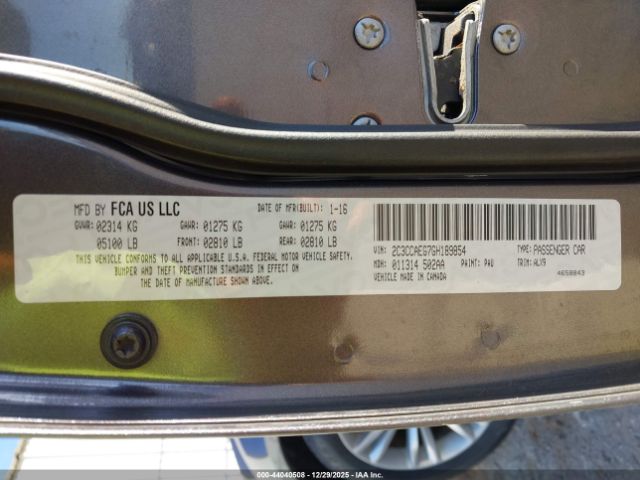 MFD BY FCA US LLC DATE OF MFR(BUILT): 1-16
GVWR: 02314 KG GAWR: 01275 KG GAWR: 01275 KG
05100 LB FRONT: 02810 LB REAR: 02810 LB
THIS VEHICLE CONFORMS TO ALL APPLICABLE U.S.A. FEDERAL MOTOR VEHICLE SAFETY,
BUMPER AND THEFT PREVENTION STANDARDS IN EFFECT ON THE
DATE OF MANUFACTURE SHOWN ABOVE.
VIN: 2C3CCAEG7GH189854 TYPE: PASSENGER CAR
MDH: 011314 502AA PAINT: PAU TRIM: ALX9
VEHICLE MADE IN CANADA 4658843
000-44040508 - 12/29/2025 - IAAI.COM